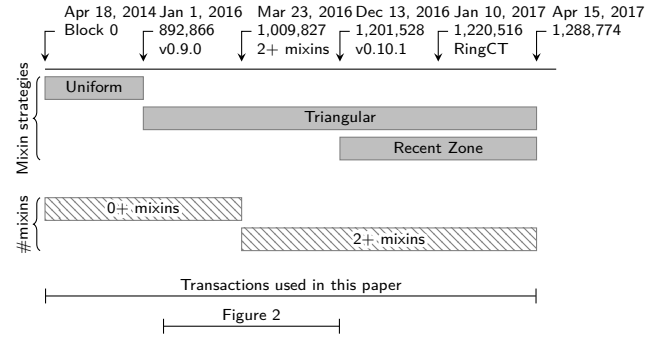 Apr 18, 2014 Jan 1, 2016 Mar 23, 2016 Dec 13, 2016 Jan 10, 2017 Apr 15, 2017
Block 0 892,866 1,009,827 1,201,528 1,220,516 1,288,774
v0.9.0 2+ mixins v0.10.1 RingCT
Mixin strategies
Uniform
Triangular
Recent Zone
#mixins
0+ mixins
2+ mixins
Transactions used in this paper
Figure 2